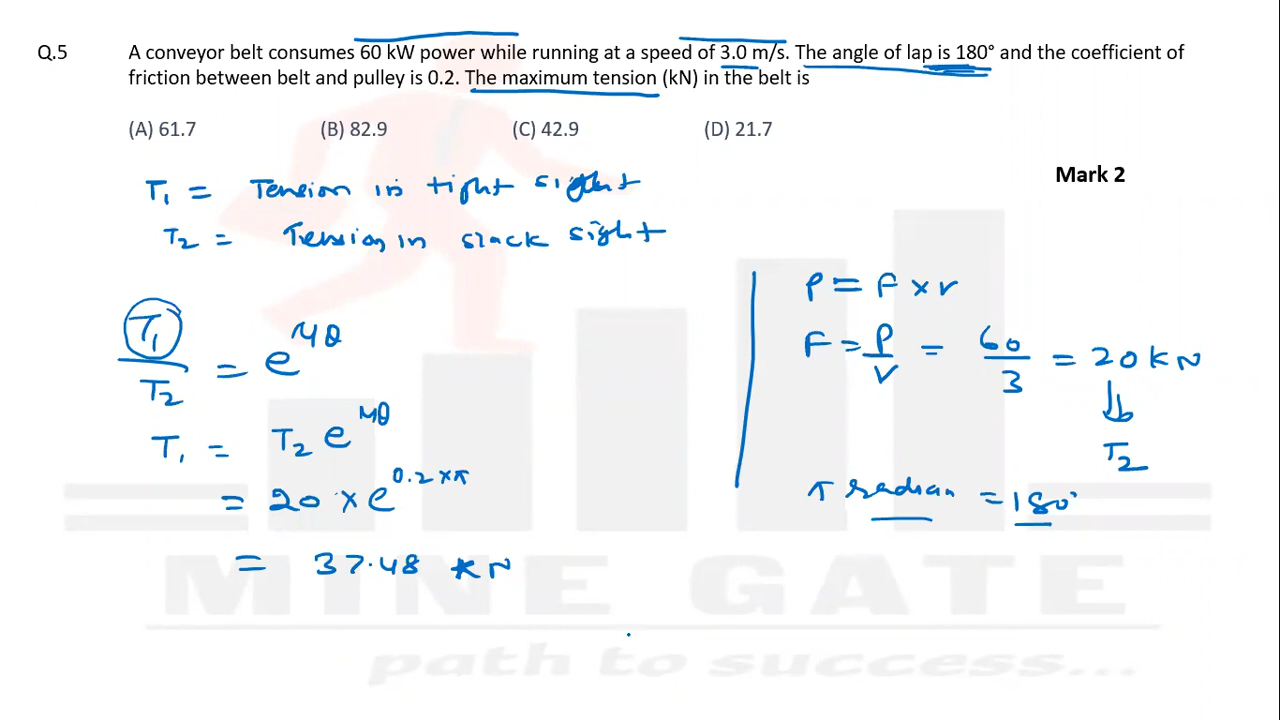 Q.5 A conveyor belt consumes 60 kW power while running at a speed of 3.0 m/s. The angle of lap is 180° and the coefficient of
friction between belt and pulley is 0.2. The maximum tension (kN) in the belt is
(A) 61.7 (B) 82.9 (C) 42.9 (D) 21.7
Mark 2
T₁ = Tension in tight sight
T₂ = Tension in slack sight
T₁/T₂ = e^μθ
T₁ = T₂ e^μθ
= 20 × e^0.2×π
= 37.48 kN
P = F × v
F = P/V = 60/3 = 20 kN
⇓
T₂
π radian = 180°
MINE GATE
path to success...